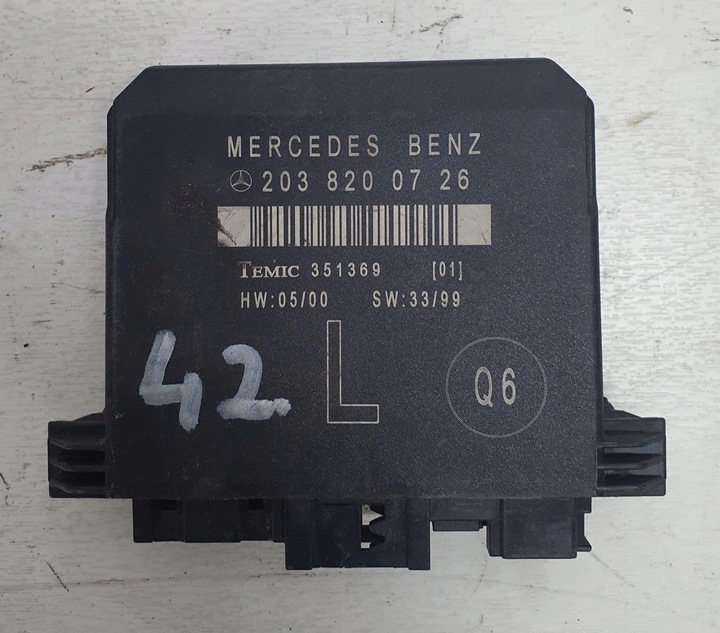 MERCEDES BENZ
203 820 07 26
TEMIC 351369 [01]
HW:05/00 SW:33/99
L
Q6
42.